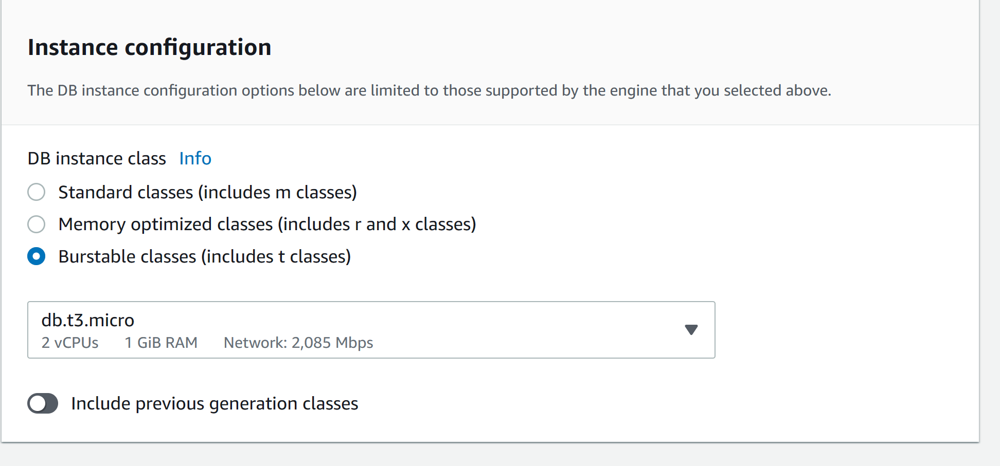 Instance configuration
The DB instance configuration options below are limited to those supported by the engine that you selected above.
DB instance class Info
Standard classes (includes m classes)
Memory optimized classes (includes r and x classes)
Burstable classes (includes t classes)
db.t3.micro
2 vCPUs 1 GiB RAM Network: 2,085 Mbps
Include previous generation classes